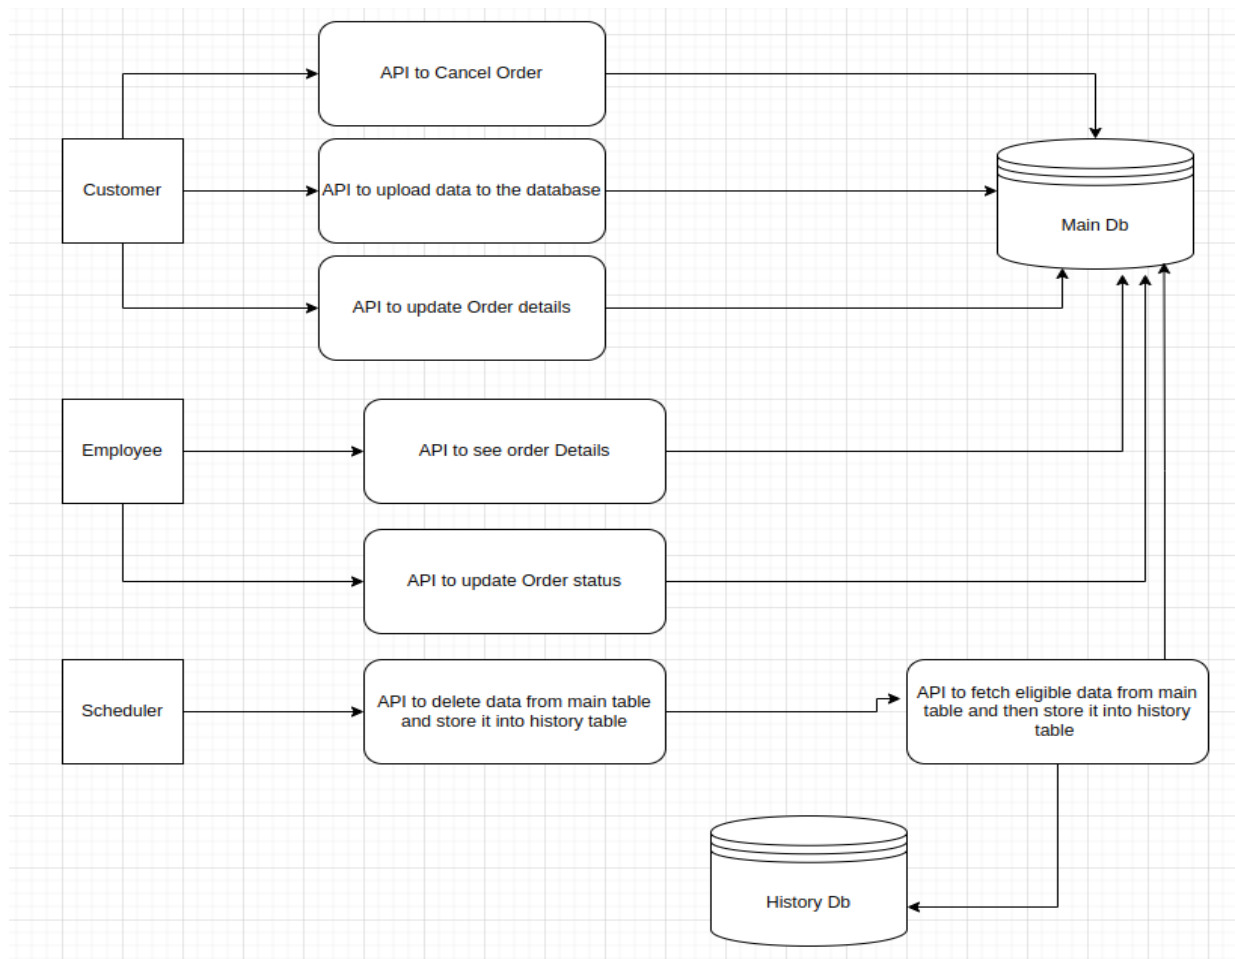 API to Cancel Order
Customer
API to upload data to the database
Main Db
API to update Order details
Employee
API to see order Details
API to update Order status
Scheduler
API to delete data from main table
and store it into history table
API to fetch eligible data from main
table and then store it into history
table
History Db